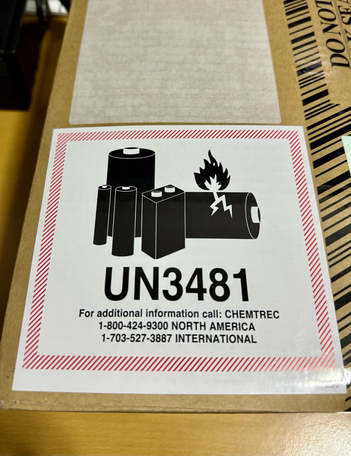 DO NOT
UN3481
For additional information call: CHEMTREC
1-800-424-9300 NORTH AMERICA
1-703-527-3887 INTERNATIONAL